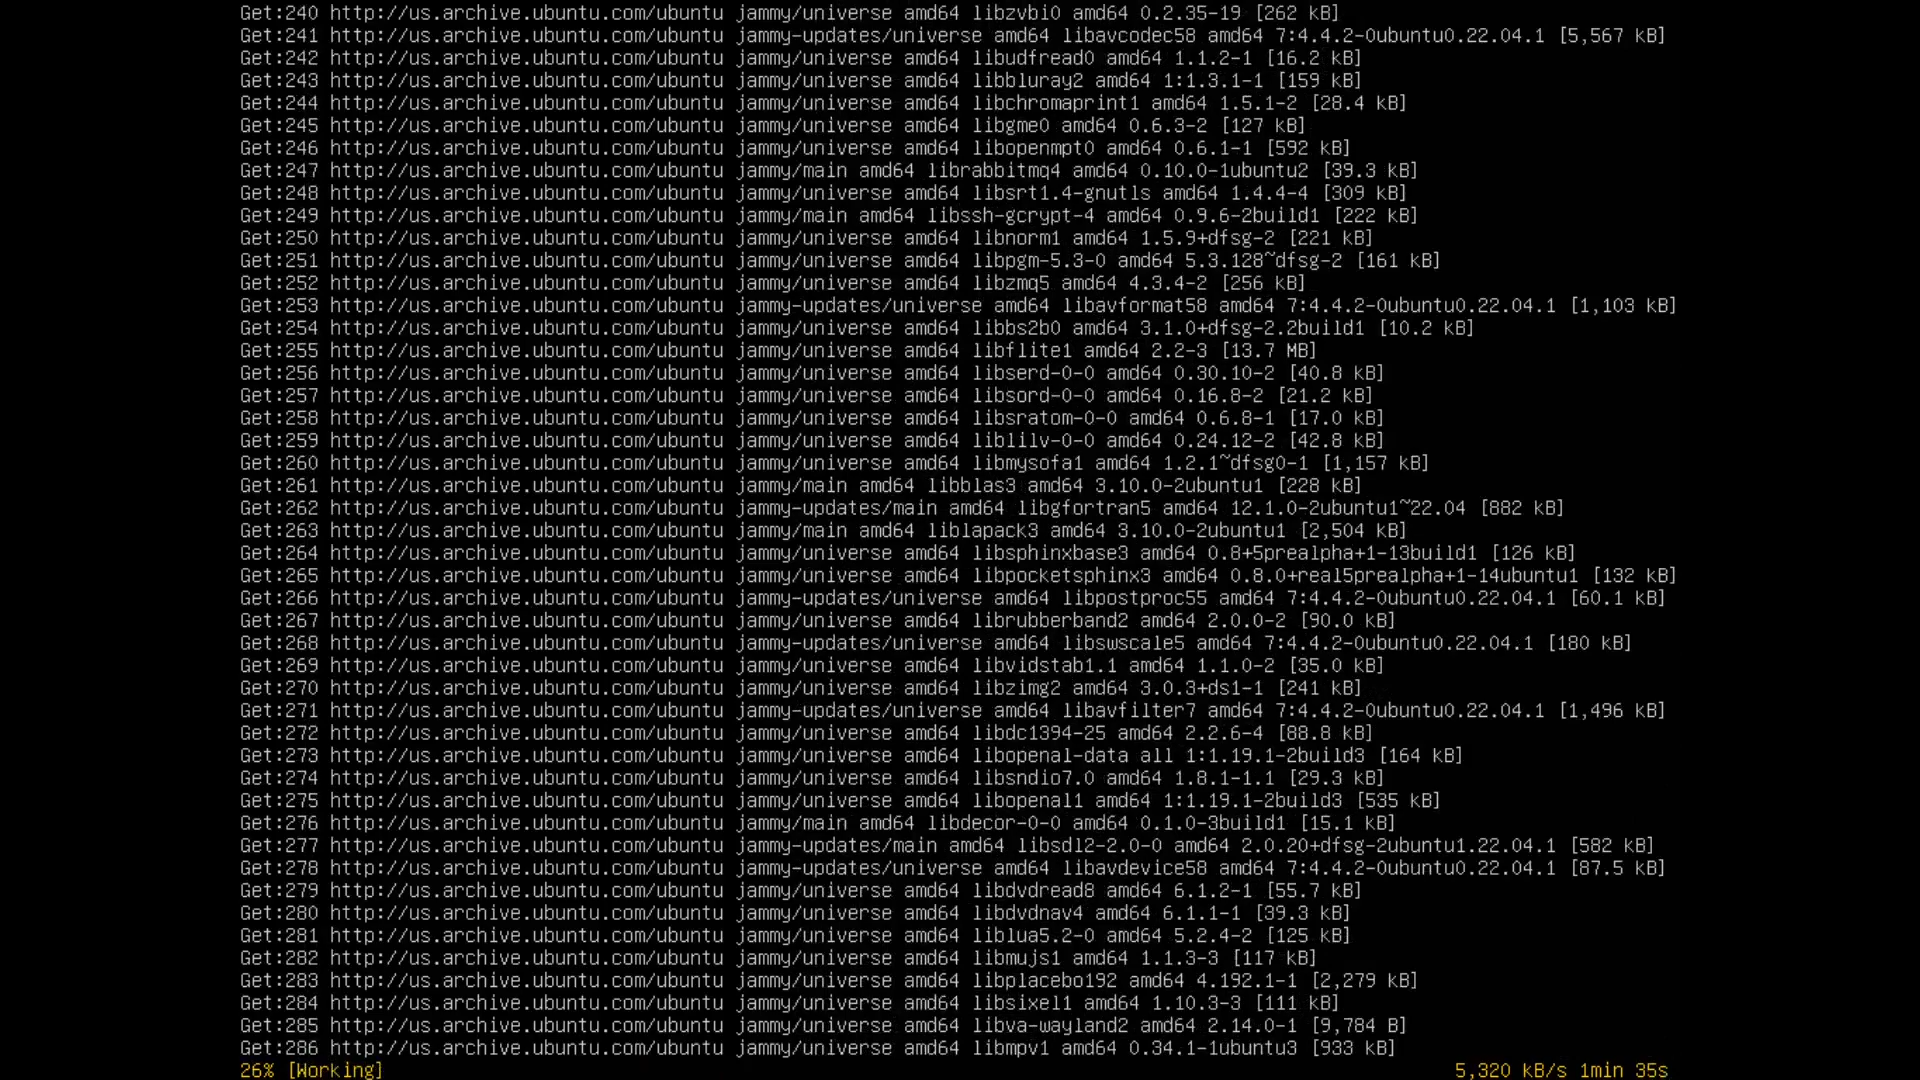 Get:240 http://us.archive.ubuntu.com/ubuntu jammy/universe amd64 libzvbi0 amd64 0.2.35-19 [262 kB]
Get:241 http://us.archive.ubuntu.com/ubuntu jammy-updates/universe amd64 libavcodec58 amd64 7:4.4.2-0ubuntu0.22.04.1 [5,567 kB]
Get:242 http://us.archive.ubuntu.com/ubuntu jammy/universe amd64 libudfread0 amd64 1.1.2-1 [16.2 kB]
Get:243 http://us.archive.ubuntu.com/ubuntu jammy/universe amd64 libbluray2 amd64 1:1.3.1-1 [159 kB]
Get:244 http://us.archive.ubuntu.com/ubuntu jammy/universe amd64 libchromaprint1 amd64 1.5.1-2 [28.4 kB]
Get:245 http://us.archive.ubuntu.com/ubuntu jammy/universe amd64 libgme0 amd64 0.6.3-2 [127 kB]
Get:246 http://us.archive.ubuntu.com/ubuntu jammy/universe amd64 libopenmpt0 amd64 0.6.1-1 [592 kB]
Get:247 http://us.archive.ubuntu.com/ubuntu jammy/main amd64 librabbitmq4 amd64 0.10.0-1ubuntu2 [39.3 kB]
Get:248 http://us.archive.ubuntu.com/ubuntu jammy/universe amd64 libsrt1.4-gnutls amd64 1.4.4-4 [309 kB]
Get:249 http://us.archive.ubuntu.com/ubuntu jammy/main amd64 libssh-gcrypt-4 amd64 0.9.6-2build1 [222 kB]
Get:250 http://us.archive.ubuntu.com/ubuntu jammy/universe amd64 libnorm1 amd64 1.5.9+dfsg-2 [221 kB]
Get:251 http://us.archive.ubuntu.com/ubuntu jammy/universe amd64 libpgm-5.3-0 amd64 5.3.128~dfsg-2 [161 kB]
Get:252 http://us.archive.ubuntu.com/ubuntu jammy/universe amd64 libzmq5 amd64 4.3.4-2 [256 kB]
Get:253 http://us.archive.ubuntu.com/ubuntu jammy-updates/universe amd64 libavformat58 amd64 7:4.4.2-0ubuntu0.22.04.1 [1,103 kB]
Get:254 http://us.archive.ubuntu.com/ubuntu jammy/universe amd64 libbs2b0 amd64 3.1.0+dfsg-2.2build1 [10.2 kB]
Get:255 http://us.archive.ubuntu.com/ubuntu jammy/universe amd64 libflite1 amd64 2.2-3 [13.7 MB]
Get:256 http://us.archive.ubuntu.com/ubuntu jammy/universe amd64 libserd-0-0 amd64 0.30.10-2 [40.8 kB]
Get:257 http://us.archive.ubuntu.com/ubuntu jammy/universe amd64 libsord-0-0 amd64 0.16.8-2 [21.2 kB]
Get:258 http://us.archive.ubuntu.com/ubuntu jammy/universe amd64 libsratom-0-0 amd64 0.6.8-1 [17.0 kB]
Get:259 http://us.archive.ubuntu.com/ubuntu jammy/universe amd64 liblilv-0-0 amd64 0.24.12-2 [42.8 kB]
Get:260 http://us.archive.ubuntu.com/ubuntu jammy/universe amd64 libmysofa1 amd64 1.2.1~dfsg0-1 [1,157 kB]
Get:261 http://us.archive.ubuntu.com/ubuntu jammy/main amd64 libblas3 amd64 3.10.0-2ubuntu1 [228 kB]
Get:262 http://us.archive.ubuntu.com/ubuntu jammy-updates/main amd64 libgfortran5 amd64 12.1.0-2ubuntu1~22.04 [882 kB]
Get:263 http://us.archive.ubuntu.com/ubuntu jammy/main amd64 liblapack3 amd64 3.10.0-2ubuntu1 [2,504 kB]
Get:264 http://us.archive.ubuntu.com/ubuntu jammy/universe amd64 libsphinxbase3 amd64 0.8+5prealpha+1-13build1 [126 kB]
Get:265 http://us.archive.ubuntu.com/ubuntu jammy/universe amd64 libpocketsphinx3 amd64 0.8.0+real5prealpha+1-14ubuntu1 [132 kB]
Get:266 http://us.archive.ubuntu.com/ubuntu jammy-updates/universe amd64 libpostproc55 amd64 7:4.4.2-0ubuntu0.22.04.1 [60.1 kB]
Get:267 http://us.archive.ubuntu.com/ubuntu jammy/universe amd64 librubberband2 amd64 2.0.0-2 [90.0 kB]
Get:268 http://us.archive.ubuntu.com/ubuntu jammy-updates/universe amd64 libswscale5 amd64 7:4.4.2-0ubuntu0.22.04.1 [180 kB]
Get:269 http://us.archive.ubuntu.com/ubuntu jammy/universe amd64 libvidstab1.1 amd64 1.1.0-2 [35.0 kB]
Get:270 http://us.archive.ubuntu.com/ubuntu jammy/universe amd64 libzimg2 amd64 3.0.3+ds1-1 [241 kB]
Get:271 http://us.archive.ubuntu.com/ubuntu jammy-updates/universe amd64 libavfilter7 amd64 7:4.4.2-0ubuntu0.22.04.1 [1,496 kB]
Get:272 http://us.archive.ubuntu.com/ubuntu jammy/universe amd64 libdc1394-25 amd64 2.2.6-4 [88.8 kB]
Get:273 http://us.archive.ubuntu.com/ubuntu jammy/universe amd64 libopenal-data all 1:1.19.1-2build3 [164 kB]
Get:274 http://us.archive.ubuntu.com/ubuntu jammy/universe amd64 libsndio7.0 amd64 1.8.1-1.1 [29.3 kB]
Get:275 http://us.archive.ubuntu.com/ubuntu jammy/universe amd64 libopenal1 amd64 1:1.19.1-2build3 [535 kB]
Get:276 http://us.archive.ubuntu.com/ubuntu jammy/main amd64 libdecor-0-0 amd64 0.1.0-3build1 [15.1 kB]
Get:277 http://us.archive.ubuntu.com/ubuntu jammy-updates/main amd64 libsdl2-2.0-0 amd64 2.0.20+dfsg-2ubuntu1.22.04.1 [582 kB]
Get:278 http://us.archive.ubuntu.com/ubuntu jammy-updates/universe amd64 libavdevice58 amd64 7:4.4.2-0ubuntu0.22.04.1 [87.5 kB]
Get:279 http://us.archive.ubuntu.com/ubuntu jammy/universe amd64 libdvdread8 amd64 6.1.2-1 [55.7 kB]
Get:280 http://us.archive.ubuntu.com/ubuntu jammy/universe amd64 libdvdnav4 amd64 6.1.1-1 [39.3 kB]
Get:281 http://us.archive.ubuntu.com/ubuntu jammy/universe amd64 liblua5.2-0 amd64 5.2.4-2 [125 kB]
Get:282 http://us.archive.ubuntu.com/ubuntu jammy/universe amd64 libmujs1 amd64 1.1.3-3 [117 kB]
Get:283 http://us.archive.ubuntu.com/ubuntu jammy/universe amd64 libplacebo192 amd64 4.192.1-1 [2,279 kB]
Get:284 http://us.archive.ubuntu.com/ubuntu jammy/universe amd64 libsixel1 amd64 1.10.3-3 [111 kB]
Get:285 http://us.archive.ubuntu.com/ubuntu jammy/universe amd64 libva-wayland2 amd64 2.14.0-1 [9,784 B]
Get:286 http://us.archive.ubuntu.com/ubuntu jammy/universe amd64 libmpv1 amd64 0.34.1-1ubuntu3 [933 kB]
26% [Working] 5,320 kB/s 1min 35s